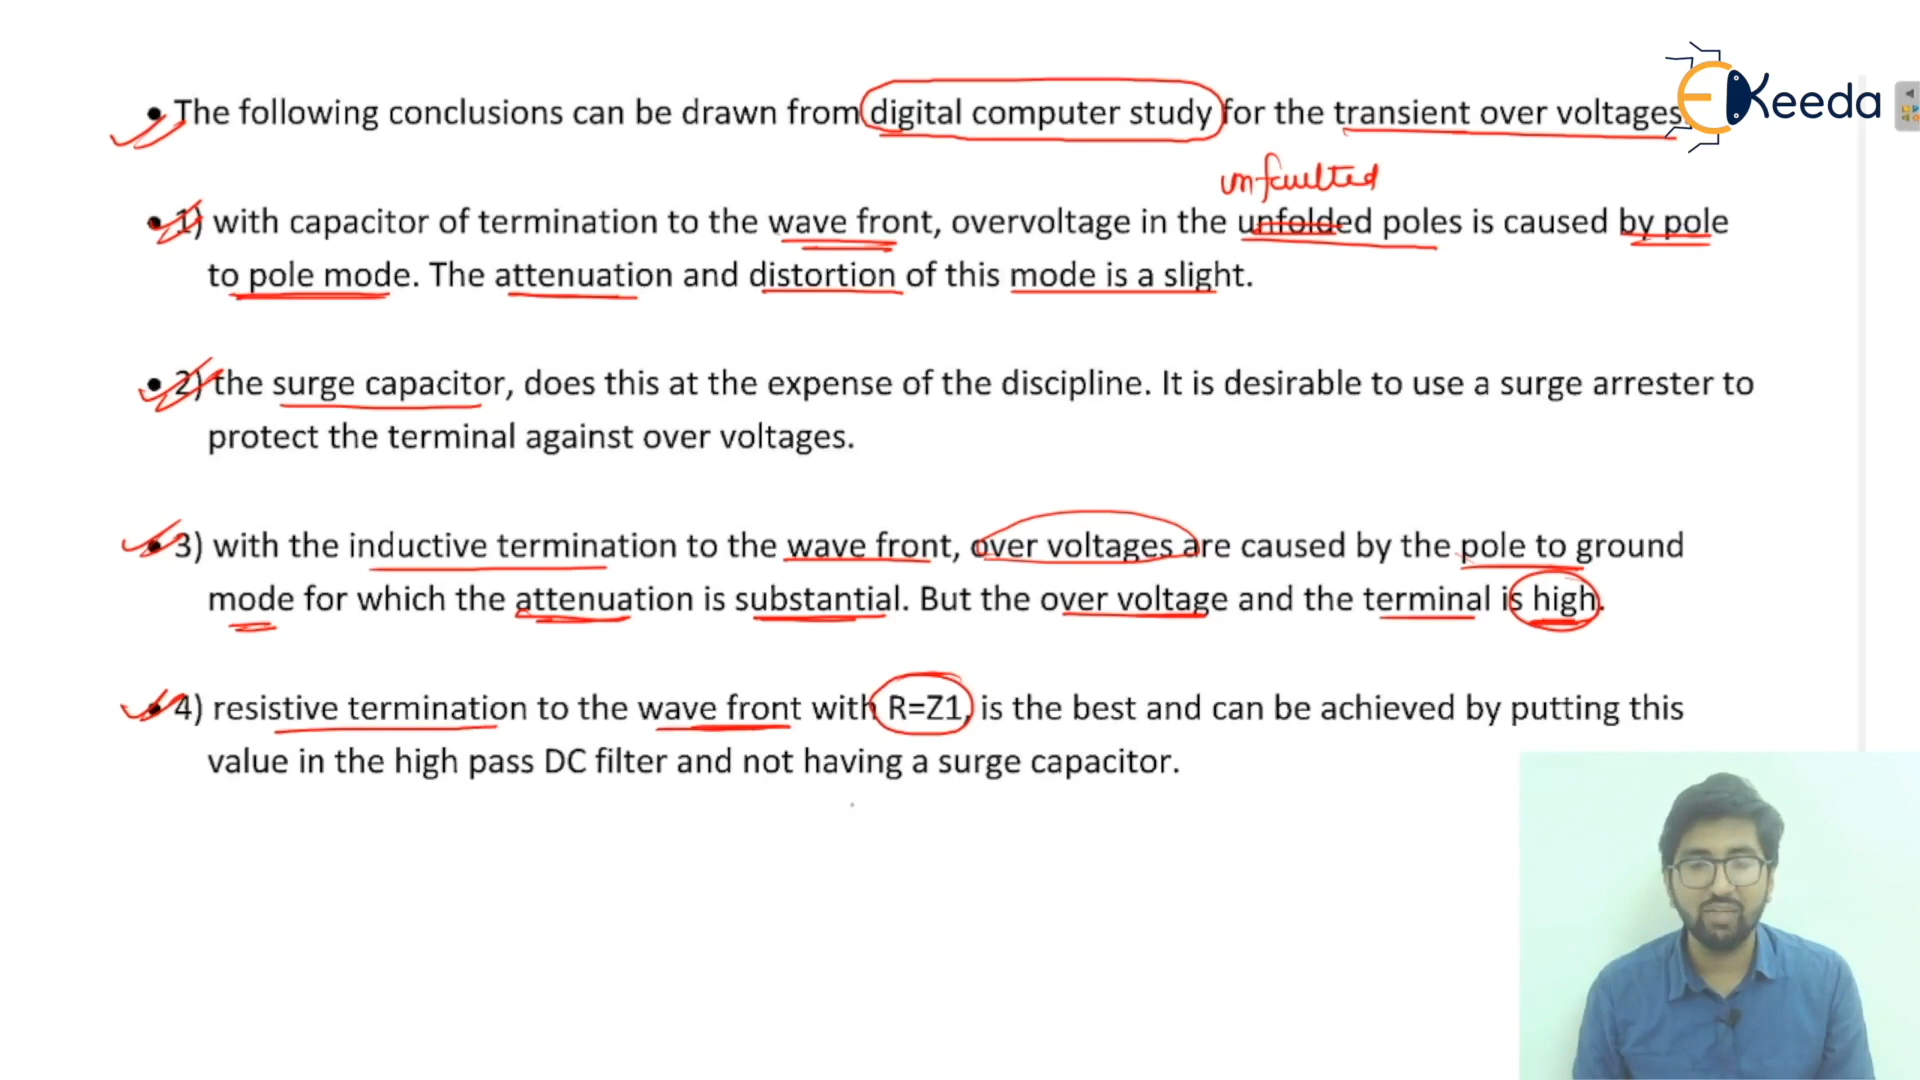 EKeeda
• The following conclusions can be drawn from digital computer study for the transient over voltages.
unfaulted
• 1) with capacitor of termination to the wave front, overvoltage in the unfolded poles is caused by pole
to pole mode. The attenuation and distortion of this mode is a slight.
• 2) the surge capacitor, does this at the expense of the discipline. It is desirable to use a surge arrester to
protect the terminal against over voltages.
• 3) with the inductive termination to the wave front, over voltages are caused by the pole to ground
mode for which the attenuation is substantial. But the over voltage and the terminal is high.
• 4) resistive termination to the wave front with R=Z1, is the best and can be achieved by putting this
value in the high pass DC filter and not having a surge capacitor.